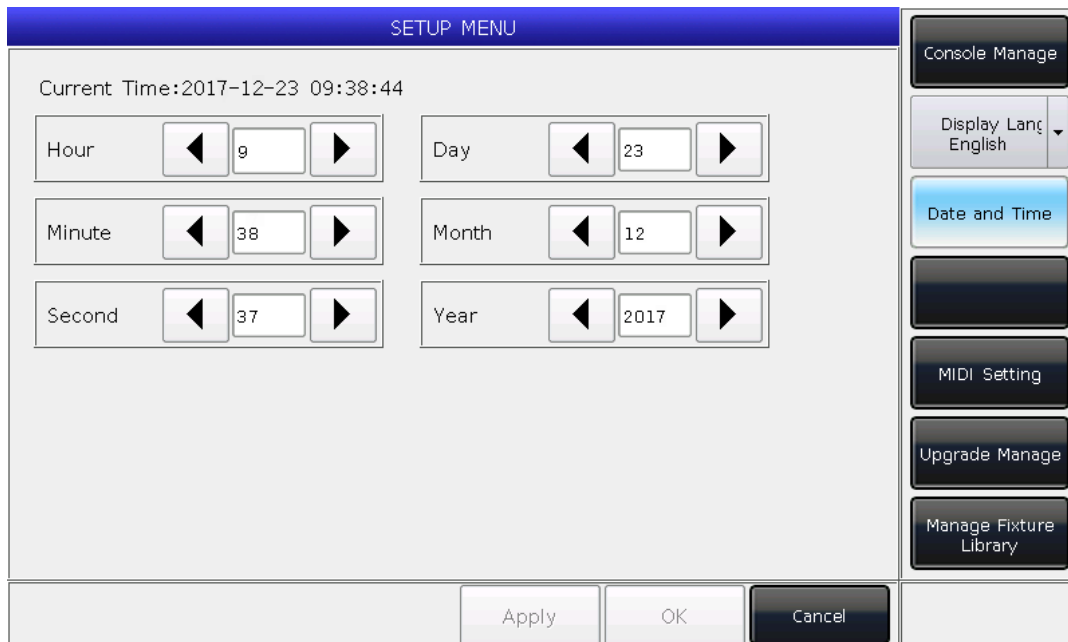 SETUP MENU
Current Time:2017-12-23 09:38:44
Hour 9
Day 23
Minute 38
Month 12
Second 37
Year 2017
Apply
OK
Cancel
Console Manage
Display Lang
English
Date and Time
MIDI Setting
Upgrade Manage
Manage Fixture
Library